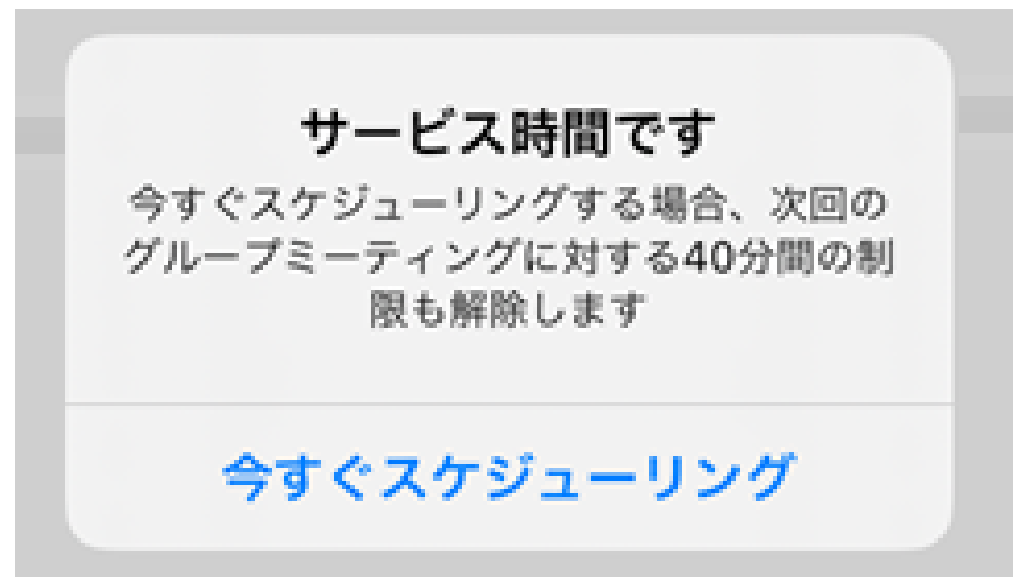 サービス時間です
今すぐスケジューリングする場合、次回の
グループミーティングに対する40分間の制
限も解除します
今すぐスケジューリング